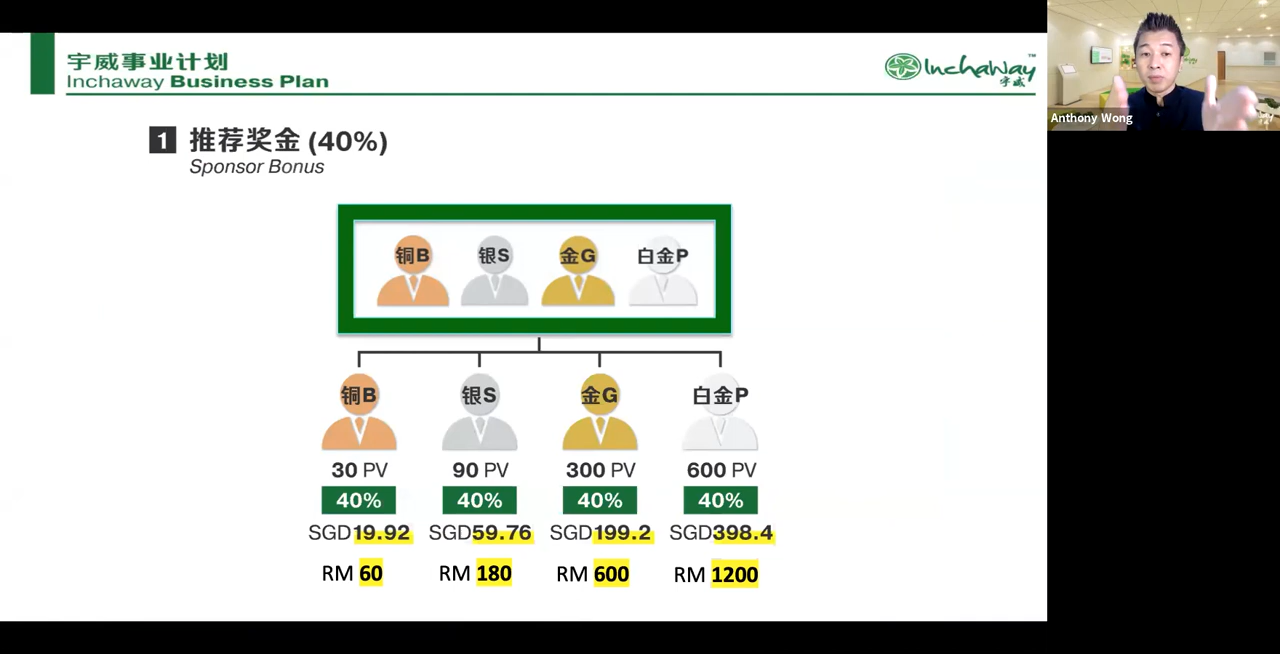 宇威事业计划
Inchaway Business Plan
Inchaway™
宇威
Anthony Wong
1 推荐奖金 (40%)
Sponsor Bonus
铜B 银S 金G 白金P
铜B 银S 金G 白金P
30 PV 90 PV 300 PV 600 PV
40% 40% 40% 40%
SGD19.92 SGD59.76 SGD199.2 SGD398.4
RM 60 RM 180 RM 600 RM 1200